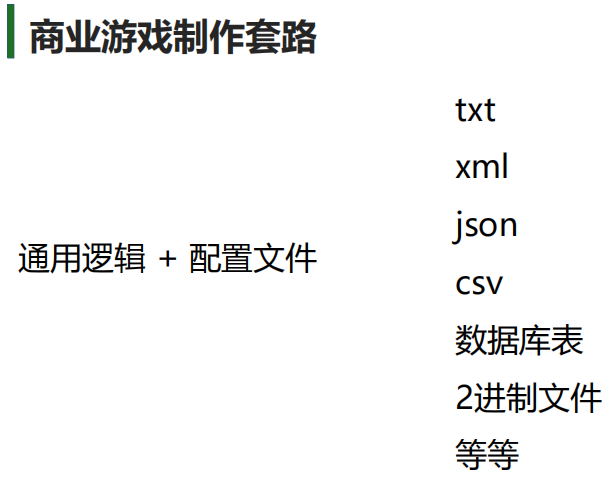 商业游戏制作套路
txt
xml
json
通用逻辑 + 配置文件
csv
数据库表
2进制文件
等等